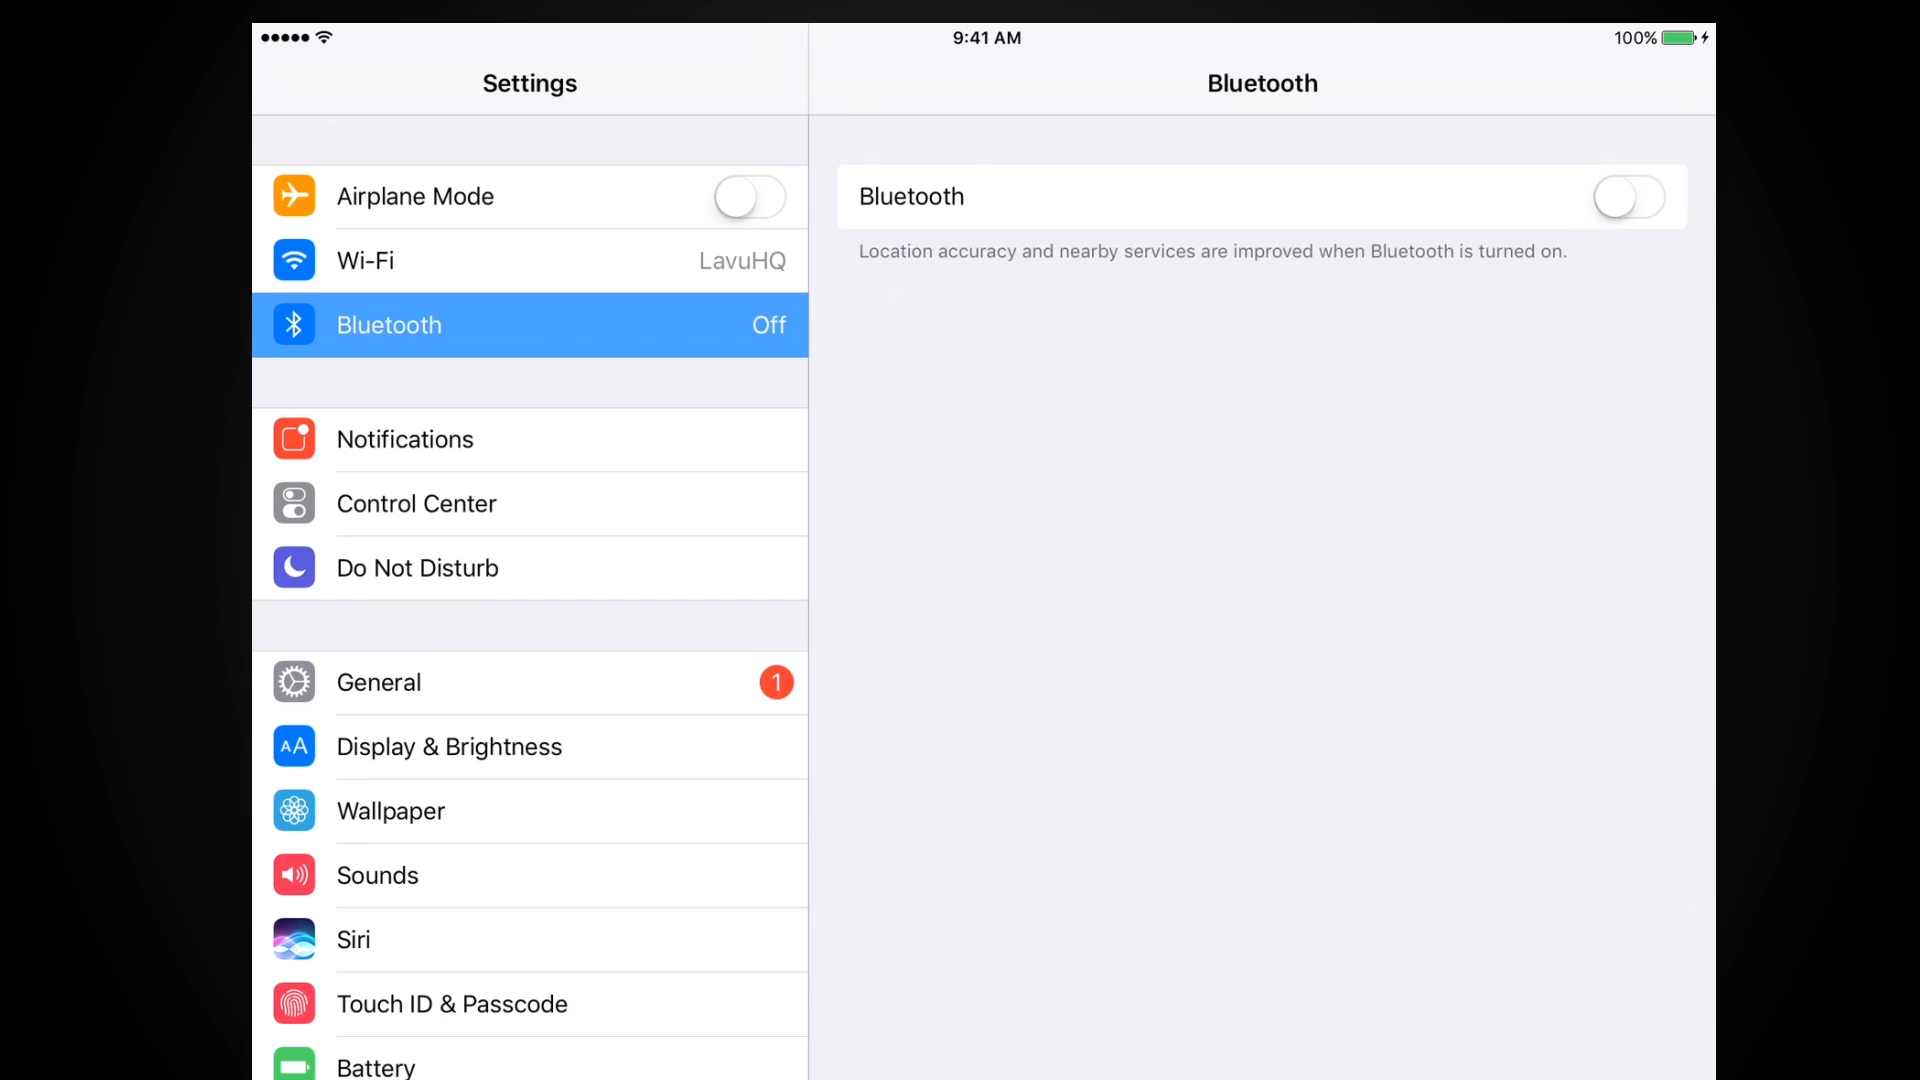 9:41 AM
100%
Settings
Bluetooth
Airplane Mode
Wi-Fi LavuHQ
Bluetooth Off
Notifications
Control Center
Do Not Disturb
General 1
AA Display & Brightness
Wallpaper
Sounds
Siri
Touch ID & Passcode
Battery
Bluetooth
Location accuracy and nearby services are improved when Bluetooth is turned on.